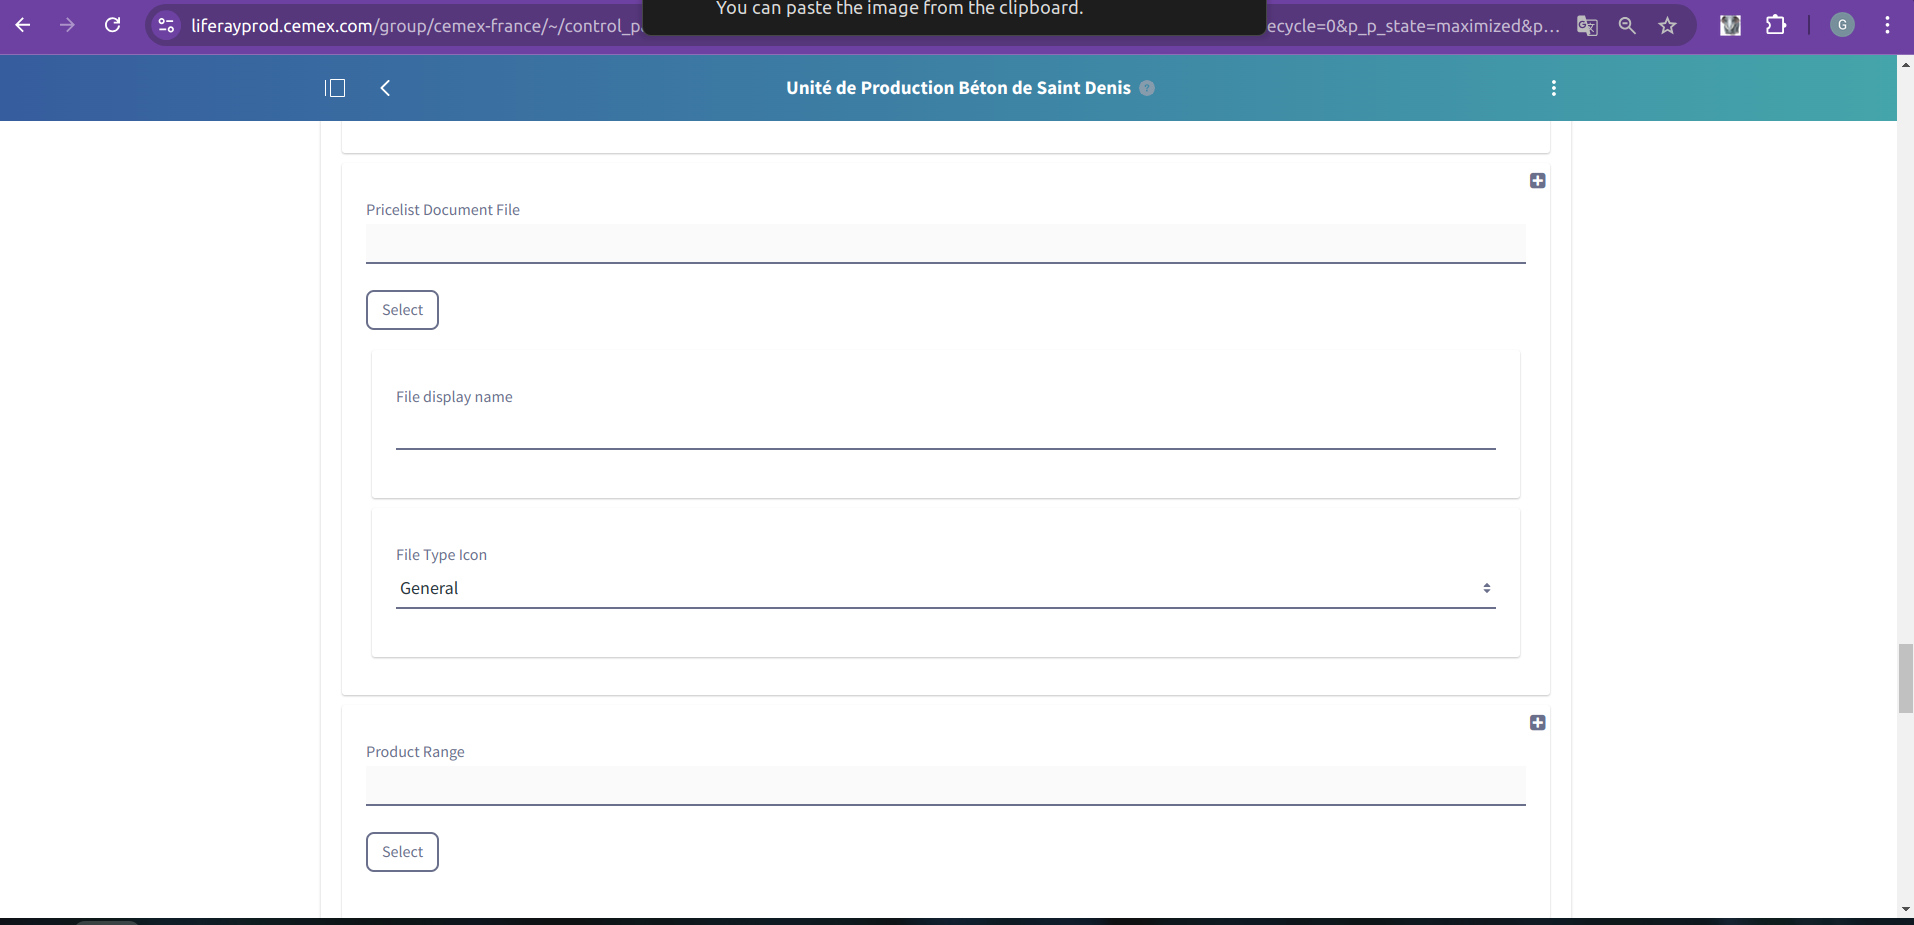 You can paste the image from the clipboard.
liferayprod.cemex.com/group/cemex-france/~/control_p
ecycle=0&p_p_state=maximized&p...
G
Unité de Production Béton de Saint Denis
Pricelist Document File
Select
File display name
File Type Icon
General
Product Range
Select